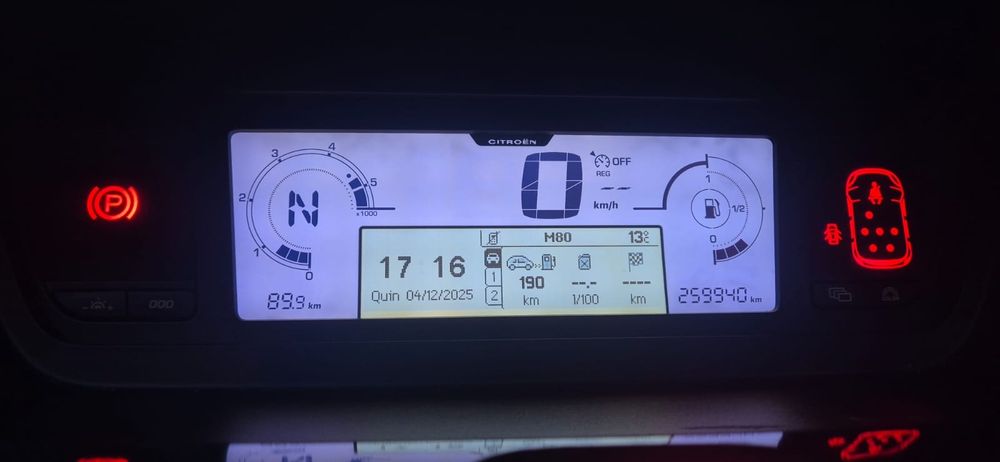 CITROËN
3
4
2
5
x1000
1
0
N
89.9 km
0
km/h
REG
OFF
-- --
1
1/2
0
259940 km
M80
13°C
17 16
Quin 04/12/2025
1
2
190
km
--.-
1/100
----
km
P
000